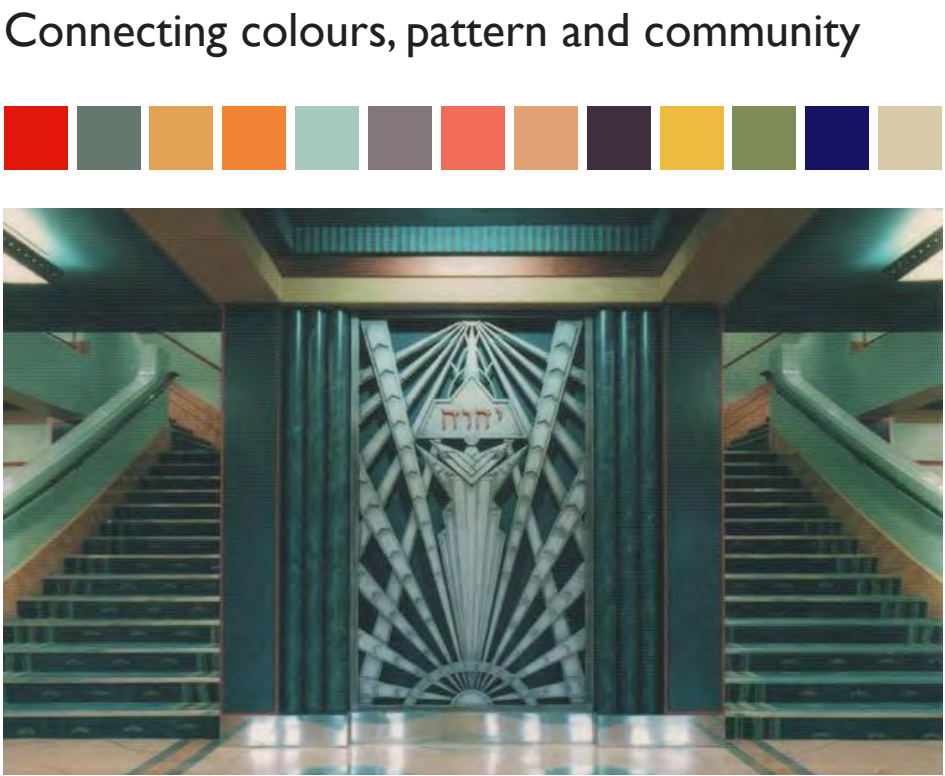 Connecting colours, pattern and community
יהוה